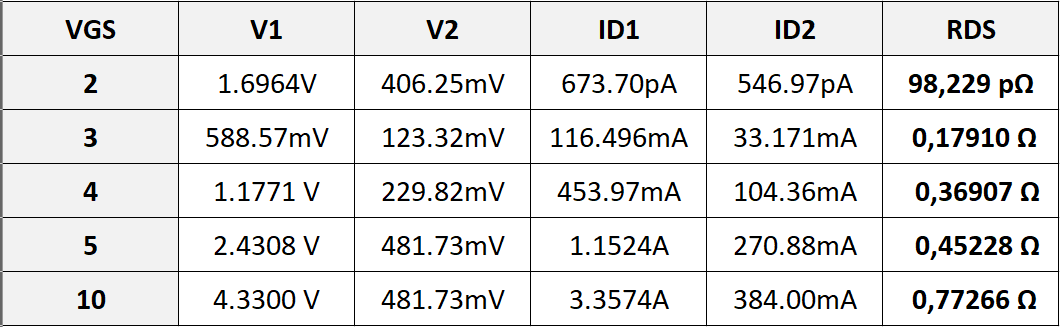 VGS V1 V2 ID1 ID2 RDS
2 1.6964V 406.25mV 673.70pA 546.97pA 98,229 pΩ
3 588.57mV 123.32mV 116.496mA 33.171mA 0,17910 Ω
4 1.1771 V 229.82mV 453.97mA 104.36mA 0,36907 Ω
5 2.4308 V 481.73mV 1.1524A 270.88mA 0,45228 Ω
10 4.3300 V 481.73mV 3.3574A 384.00mA 0,77266 Ω